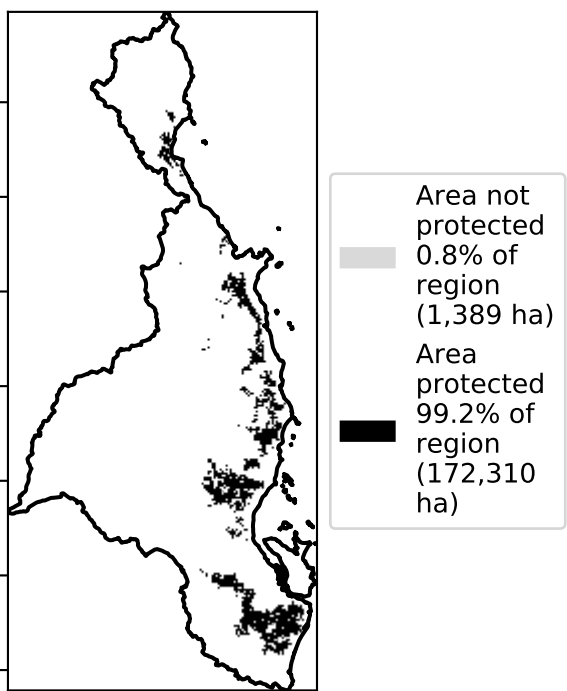 Area not
protected
0.8% of
region
(1,389 ha)
Area
protected
99.2% of
region
(172,310
ha)